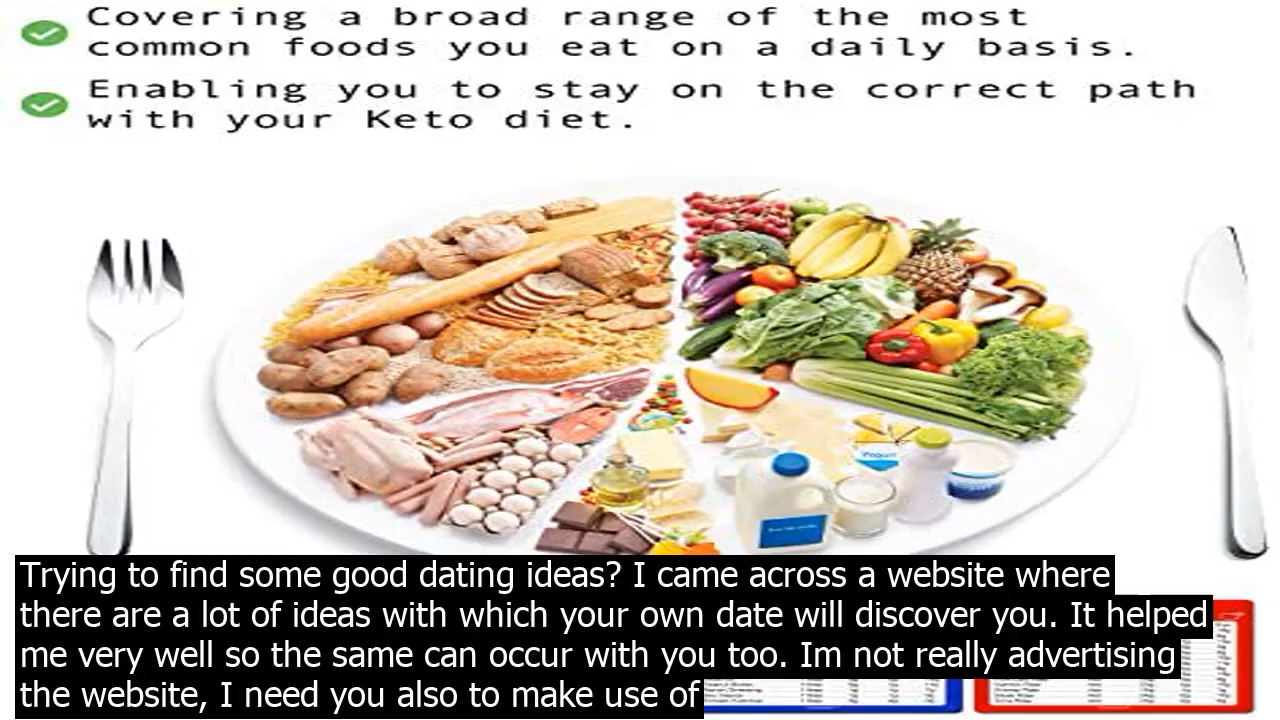 Covering a broad range of the most
common foods you eat on a daily basis.
Enabling you to stay on the correct path
with your Keto diet.
Trying to find some good dating ideas? I came across a website where
there are a lot of ideas with which your own date will discover you. It helped
me very well so the same can occur with you too. Im not really advertising
the website, I need you also to make use of